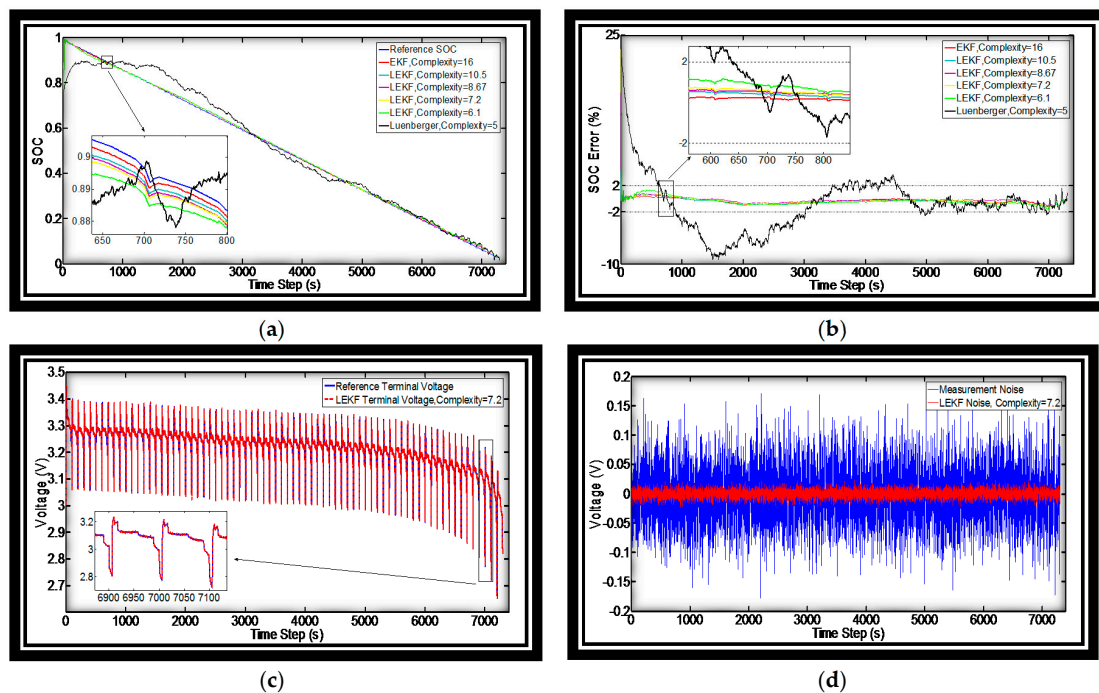 1
0.8
0.6
0.4
0.2
0
SOC
0 1000 2000 3000 4000 5000 6000 7000
Time Step (s)
Reference SOC
EKF,Complexity=16
LEKF,Complexity=10.5
LEKF,Complexity=8.67
LEKF,Complexity=7.2
LEKF,Complexity=6.1
Luenberger,Complexity=5
0.9
0.89
0.88
650 700 750 800
(a)
25
2
-2
-10
SOC Error (%)
0 1000 2000 3000 4000 5000 6000 7000
Time Step (s)
EKF,Complexity=16
LEKF,Complexity=10.5
LEKF,Complexity=8.67
LEKF,Complexity=7.2
LEKF,Complexity=6.1
Luenberger,Complexity=5
2
-2
600 650 700 750 800
(b)
3.5
3.4
3.3
3.2
3.1
3
2.9
2.8
2.7
Voltage (V)
0 1000 2000 3000 4000 5000 6000 7000
Time Step (s)
Reference Terminal Voltage
LEKF Terminal Voltage,Complexity=7.2
3.2
3
2.8
6900 6950 7000 7050 7100
(c)
0.2
0.15
0.1
0.05
0
-0.05
-0.1
-0.15
-0.2
Voltage (V)
0 1000 2000 3000 4000 5000 6000 7000
Time Step (s)
Measurement Noise
LEKF Noise, Complexity=7.2
(d)